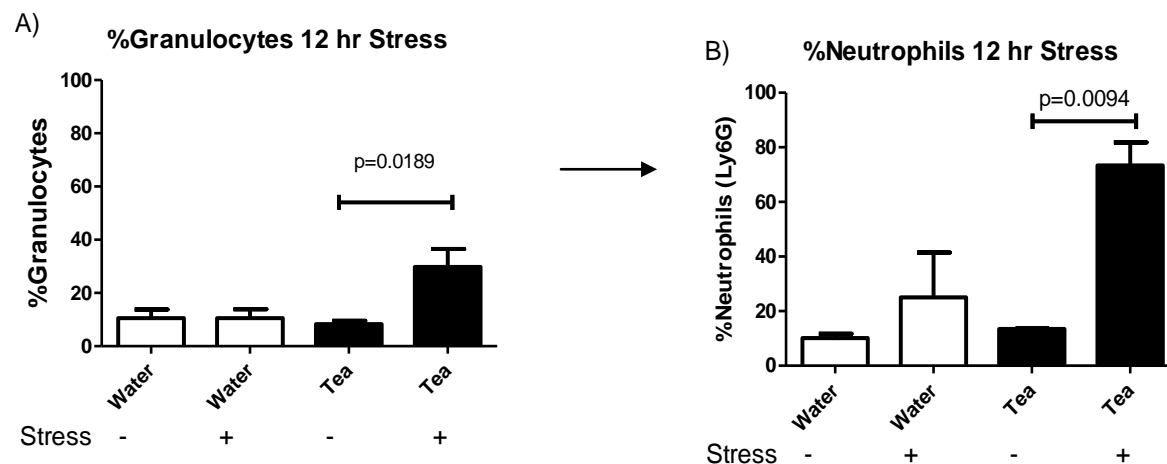 A)
%Granulocytes 12 hr Stress
%Granulocytes
100
80
60
40
20
0
p=0.0189
Water Water Tea Tea
Stress - + - +
B)
%Neutrophils 12 hr Stress
%Neutrophils (Ly6G)
100
80
60
40
20
0
p=0.0094
Water Water Tea Tea
Stress - + - +